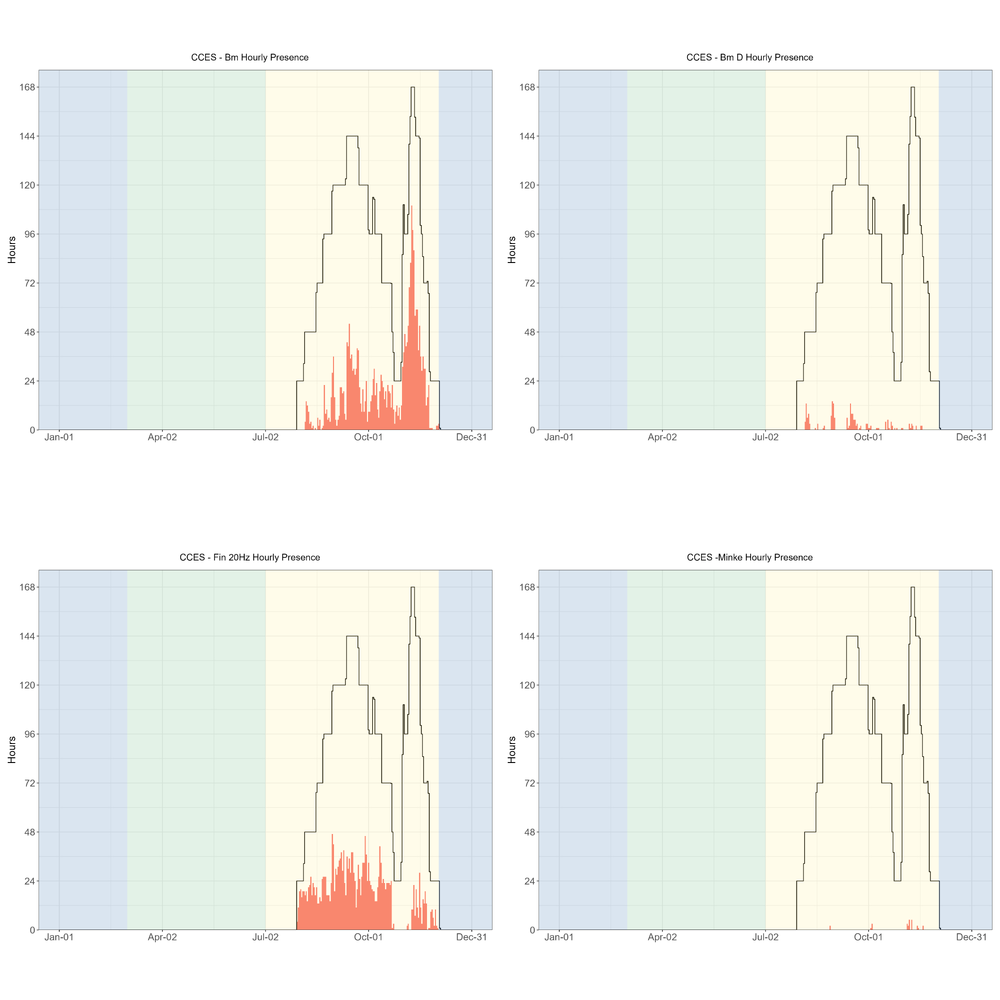 CCES - Bm Hourly Presence
Hours
168
144
120
96
72
48
24
0
Jan-01 Apr-02 Jul-02 Oct-01 Dec-31
CCES - Bm D Hourly Presence
Hours
168
144
120
96
72
48
24
0
Jan-01 Apr-02 Jul-02 Oct-01 Dec-31
CCES - Fin 20Hz Hourly Presence
Hours
168
144
120
96
72
48
24
0
Jan-01 Apr-02 Jul-02 Oct-01 Dec-31
CCES -Minke Hourly Presence
Hours
168
144
120
96
72
48
24
0
Jan-01 Apr-02 Jul-02 Oct-01 Dec-31